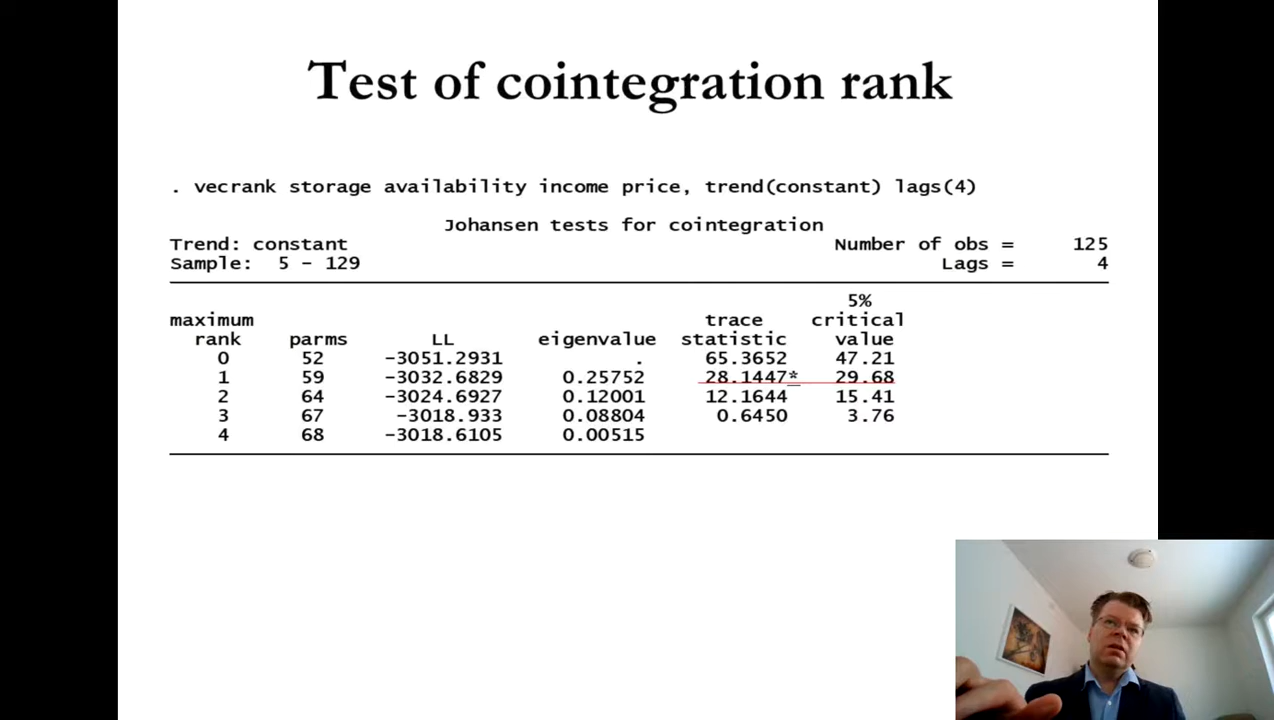 Test of cointegration rank
. vecrank storage availability income price, trend(constant) lags(4)
Johansen tests for cointegration
Trend: constant Number of obs = 125
Sample: 5 - 129 Lags = 4
5%
maximum trace critical
rank parms LL eigenvalue statistic value
0 52 -3051.2931 . 65.3652 47.21
1 59 -3032.6829 0.25752 28.1447* 29.68
2 64 -3024.6927 0.12001 12.1644 15.41
3 67 -3018.933 0.08804 0.6450 3.76
4 68 -3018.6105 0.00515